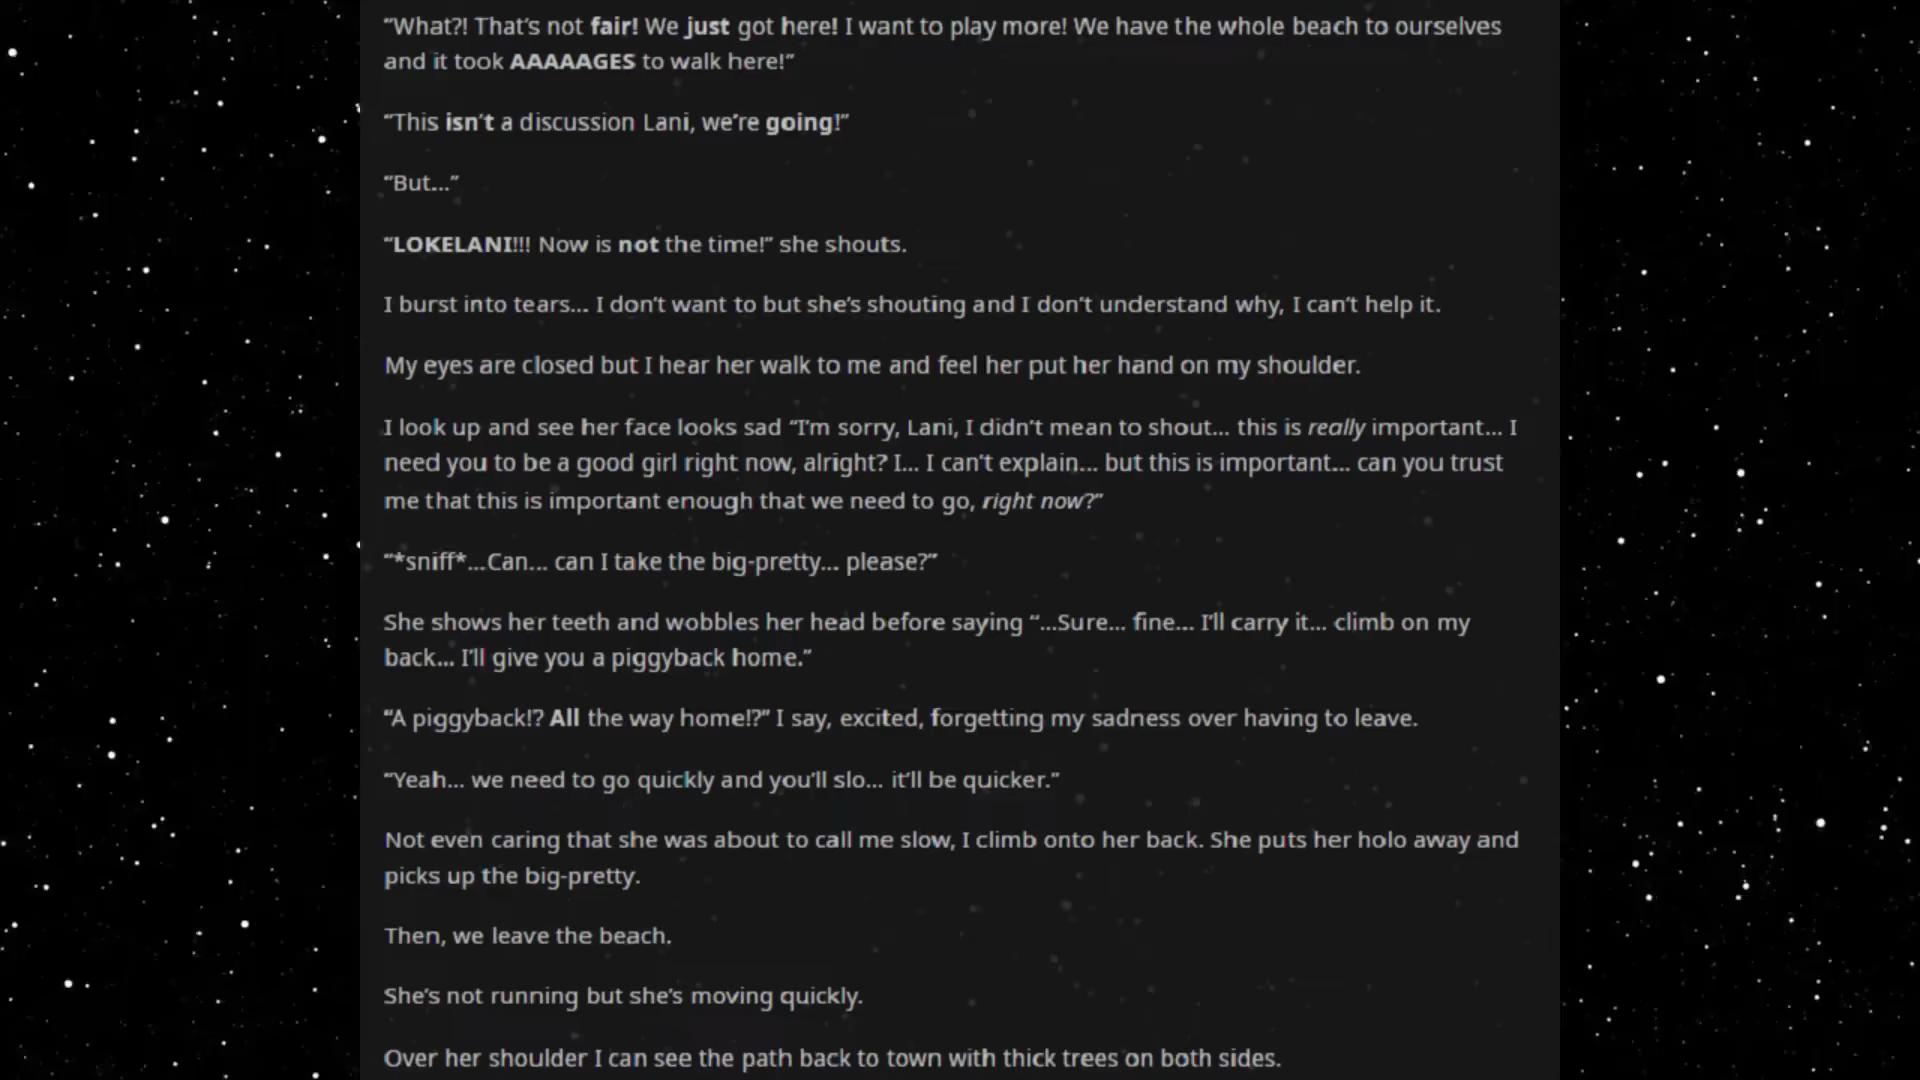 “What?! That’s not fair! We just got here! I want to play more! We have the whole beach to ourselves
and it took AAAAAGES to walk here!”
“This isn’t a discussion Lani, we’re going!”
“But…”
“LOKELANI!!! Now is not the time!” she shouts.
I burst into tears… I don’t want to but she’s shouting and I don’t understand why, I can’t help it.
My eyes are closed but I hear her walk to me and feel her put her hand on my shoulder.
I look up and see her face looks sad “I’m sorry, Lani, I didn’t mean to shout… this is really important… I
need you to be a good girl right now, alright? I… I can’t explain… but this is important… can you trust
me that this is important enough that we need to go, right now?”
“*sniff*…Can… can I take the big-pretty… please?”
She shows her teeth and wobbles her head before saying “…Sure… fine… I’ll carry it… climb on my
back… I’ll give you a piggyback home.”
“A piggyback!? All the way home!?” I say, excited, forgetting my sadness over having to leave.
“Yeah… we need to go quickly and you’ll slo… it’ll be quicker.”
Not even caring that she was about to call me slow, I climb onto her back. She puts her holo away and
picks up the big-pretty.
Then, we leave the beach.
She’s not running but she’s moving quickly.
Over her shoulder I can see the path back to town with thick trees on both sides.